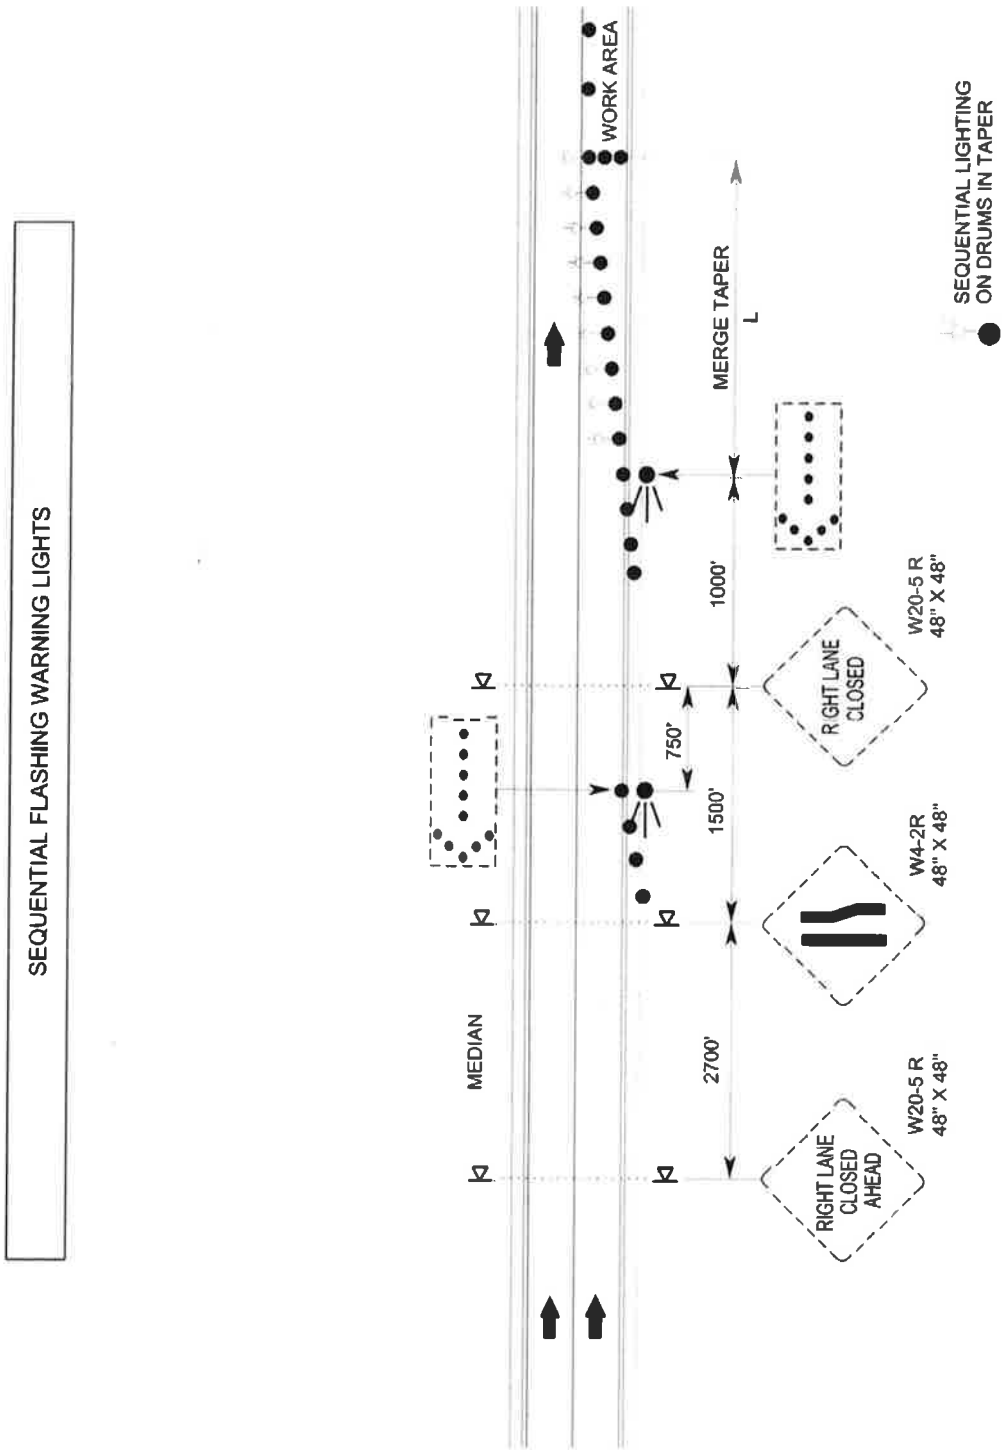 SEQUENTIAL FLASHING WARNING LIGHTS
MEDIAN
WORK AREA
2700'
1500'
750'
1000'
MERGE TAPER
L
RIGHT LANE
CLOSED
AHEAD
W20-5 R
48" X 48"
W4-2R
48" X 48"
RIGHT LANE
CLOSED
W20-5 R
48" X 48"
SEQUENTIAL LIGHTING
ON DRUMS IN TAPER